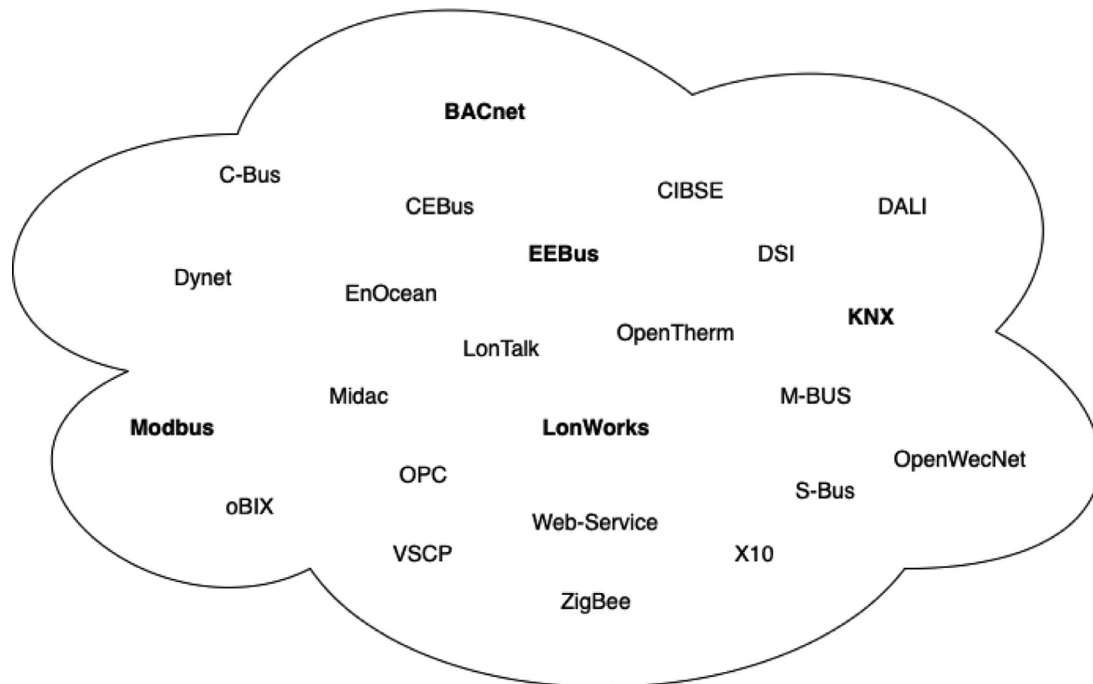 BACnet
C-Bus
CIBSE
CEBus
DALI
EEBus
DSI
Dynet
EnOcean
KNX
OpenTherm
LonTalk
Midac
M-BUS
Modbus
LonWorks
OpenWecNet
OPC
S-Bus
oBIX
Web-Service
VSCP
X10
ZigBee